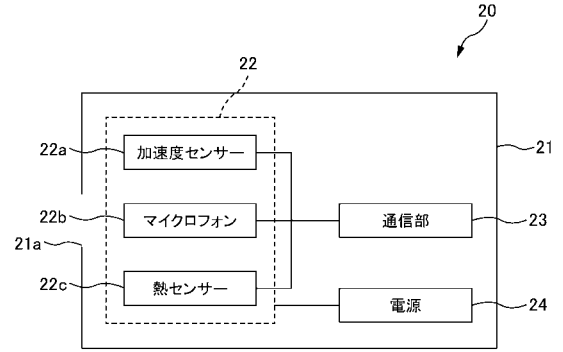 20
22
22a
加速度センサー
21
22b
マイクロフォン
通信部
23
21a
22c
熱センサー
電源
24